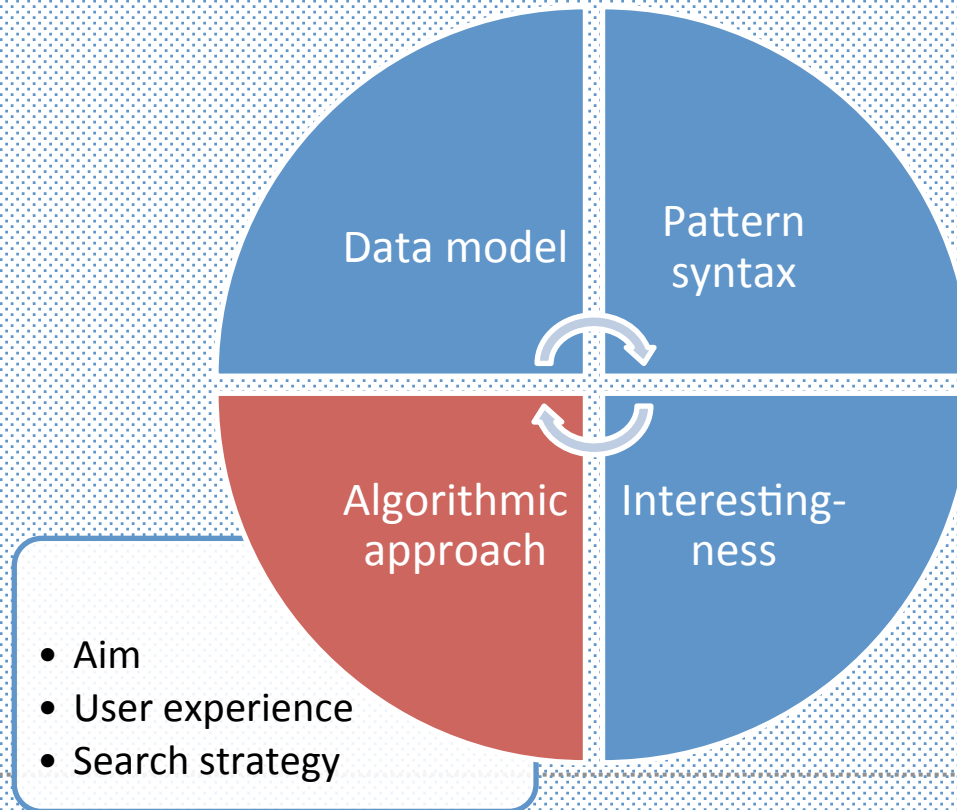 Data model
Pattern
syntax
Algorithmic
approach
Interesting-
ness
• Aim
• User experience
• Search strategy